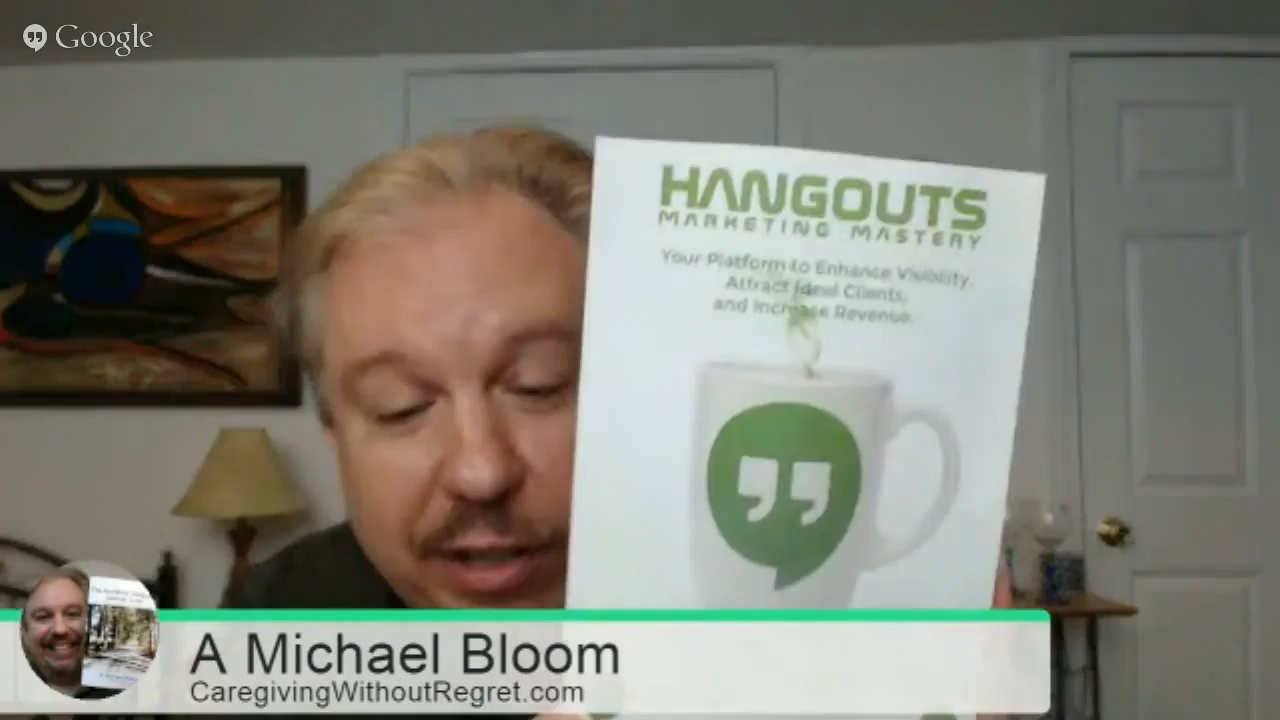 Google
HANGOUTS
MARKETING MASTERY
Your Platform to Enhance Visibility,
Attract Ideal Clients,
and Increase Revenue.
A Michael Bloom
CaregivingWithoutRegret.com